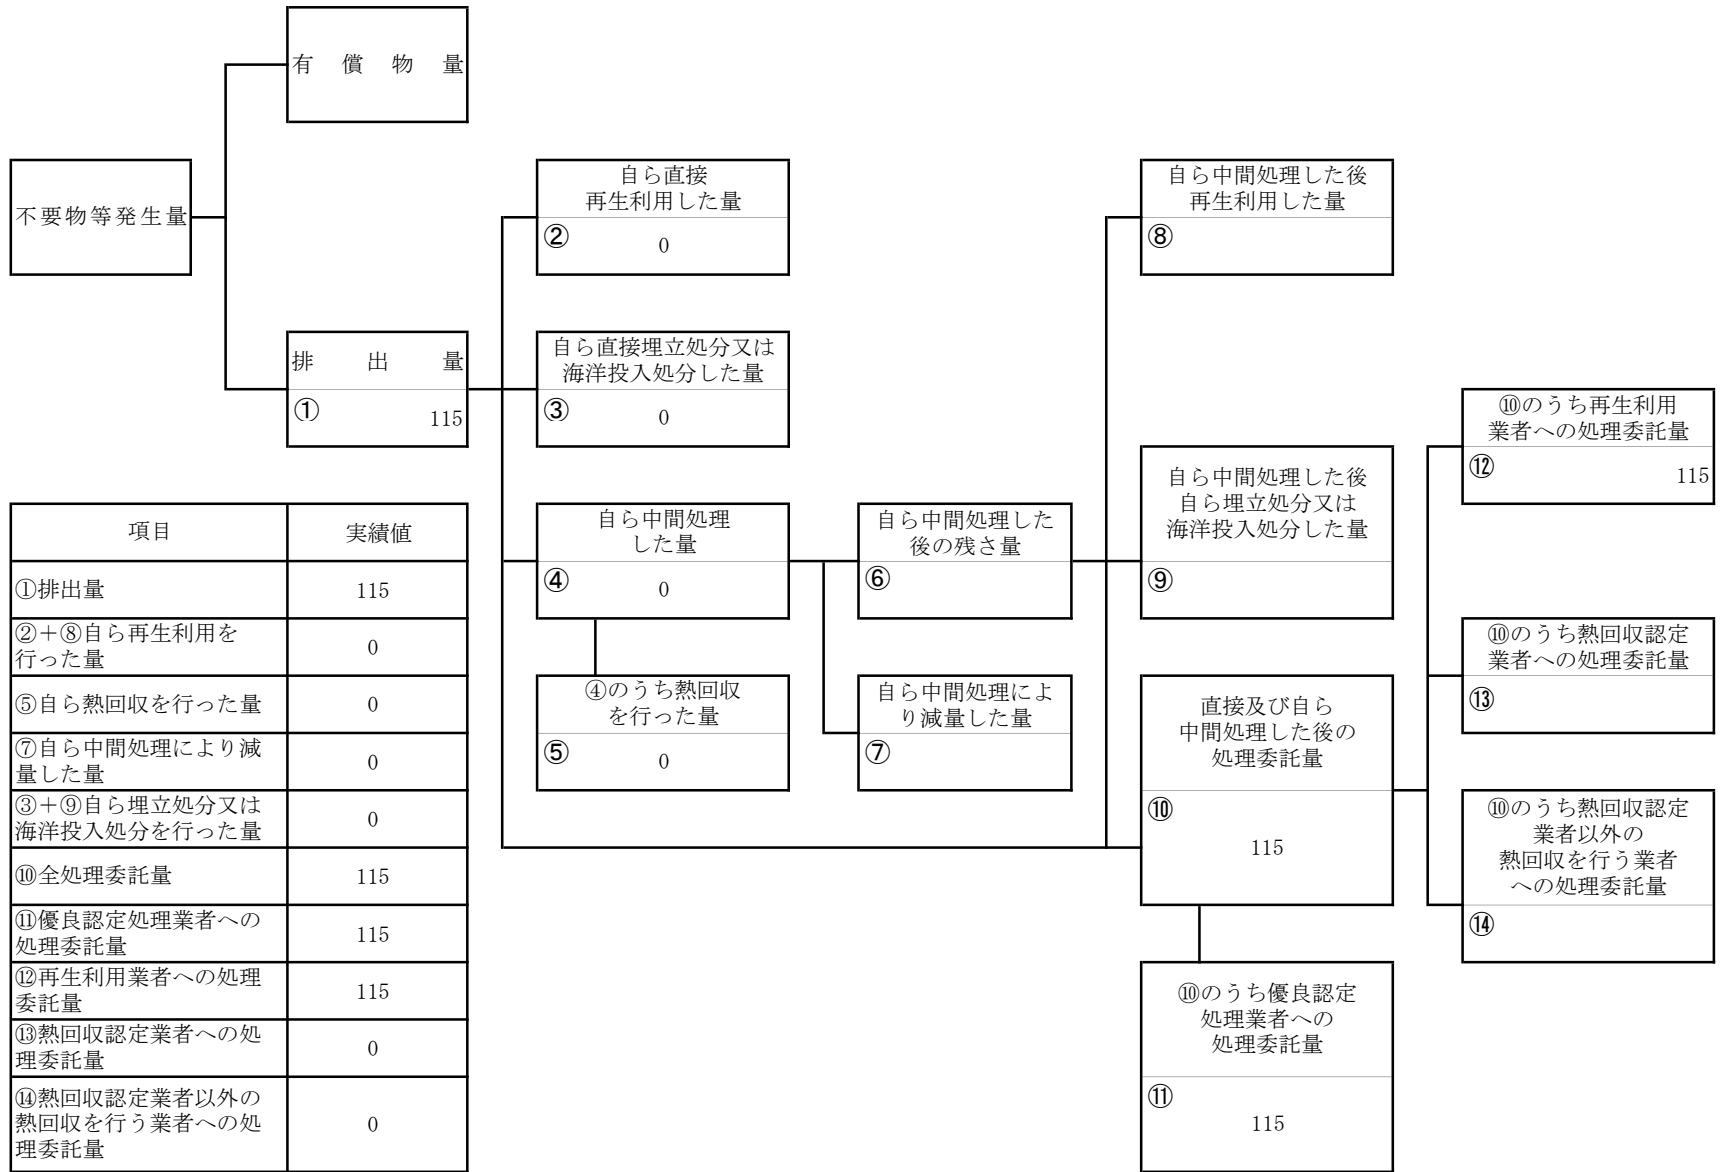 有償物量
不要物等発生量
排出量
①
115
自ら直接
再生利用した量
②
0
自ら直接埋立処分又は
海洋投入処分した量
③
0
自ら中間処理
した量
④
0
④のうち熱回収
を行った量
⑤
0
自ら中間処理した
後の残さ量
⑥
自ら中間処理によ
り減量した量
⑦
自ら中間処理した後
再生利用した量
⑧
自ら中間処理した後
自ら埋立処分又は
海洋投入処分した量
⑨
直接及び自ら
中間処理した後の
処理委託量
⑩
115
⑩のうち優良認定
処理業者への
処理委託量
⑪
115
⑩のうち再生利用
業者への処理委託量
⑫
115
⑩のうち熱回収認定
業者への処理委託量
⑬
⑩のうち熱回収認定
業者以外の
熱回収を行う業者
への処理委託量
⑭
項目 実績値
①排出量 115
②＋⑧自ら再生利用を
行った量
0
⑤自ら熱回収を行った量 0
⑦自ら中間処理により減
量した量
0
③＋⑨自ら埋立処分又は
海洋投入処分を行った量
0
⑩全処理委託量 115
⑪優良認定処理業者への
処理委託量
115
⑫再生利用業者への処理
委託量
115
⑬熱回収認定業者への処
理委託量
0
⑭熱回収認定業者以外の
熱回収を行う業者への処
理委託量
0